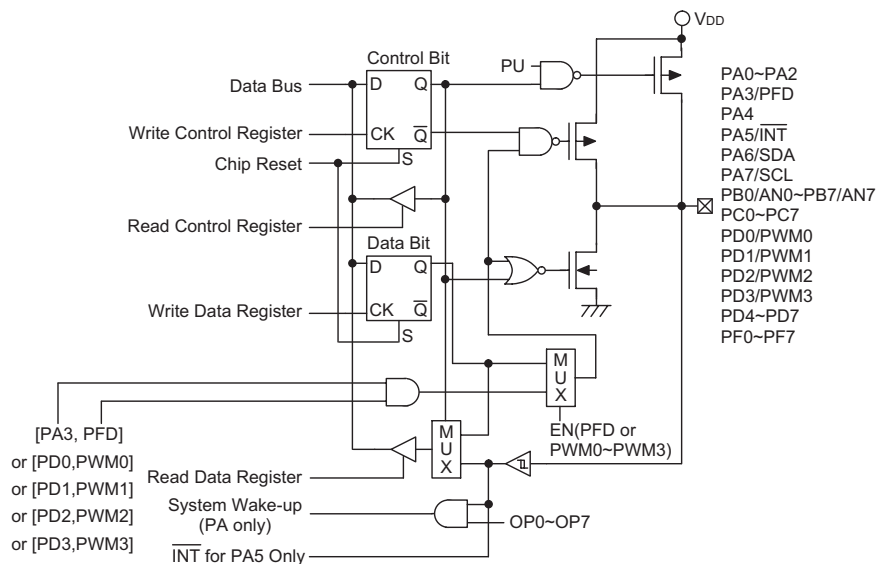 VDD
Control Bit
PU
Data Bus
D Q
Write Control Register
CK Q̅
Chip Reset
S
Read Control Register
Data Bit
D Q
Write Data Register
CK Q̅
S
M
U
X
EN(PFD or
PWM0~PWM3)
[PA3, PFD]
or [PD0,PWM0]
or [PD1,PWM1]
or [PD2,PWM2]
or [PD3,PWM3]
M
U
X
Read Data Register
System Wake-up
(PA only)
OP0~OP7
I̅N̅T̅ for PA5 Only
PA0~PA2
PA3/PFD
PA4
PA5/I̅N̅T̅
PA6/SDA
PA7/SCL
PB0/AN0~PB7/AN7
PC0~PC7
PD0/PWM0
PD1/PWM1
PD2/PWM2
PD3/PWM3
PD4~PD7
PF0~PF7